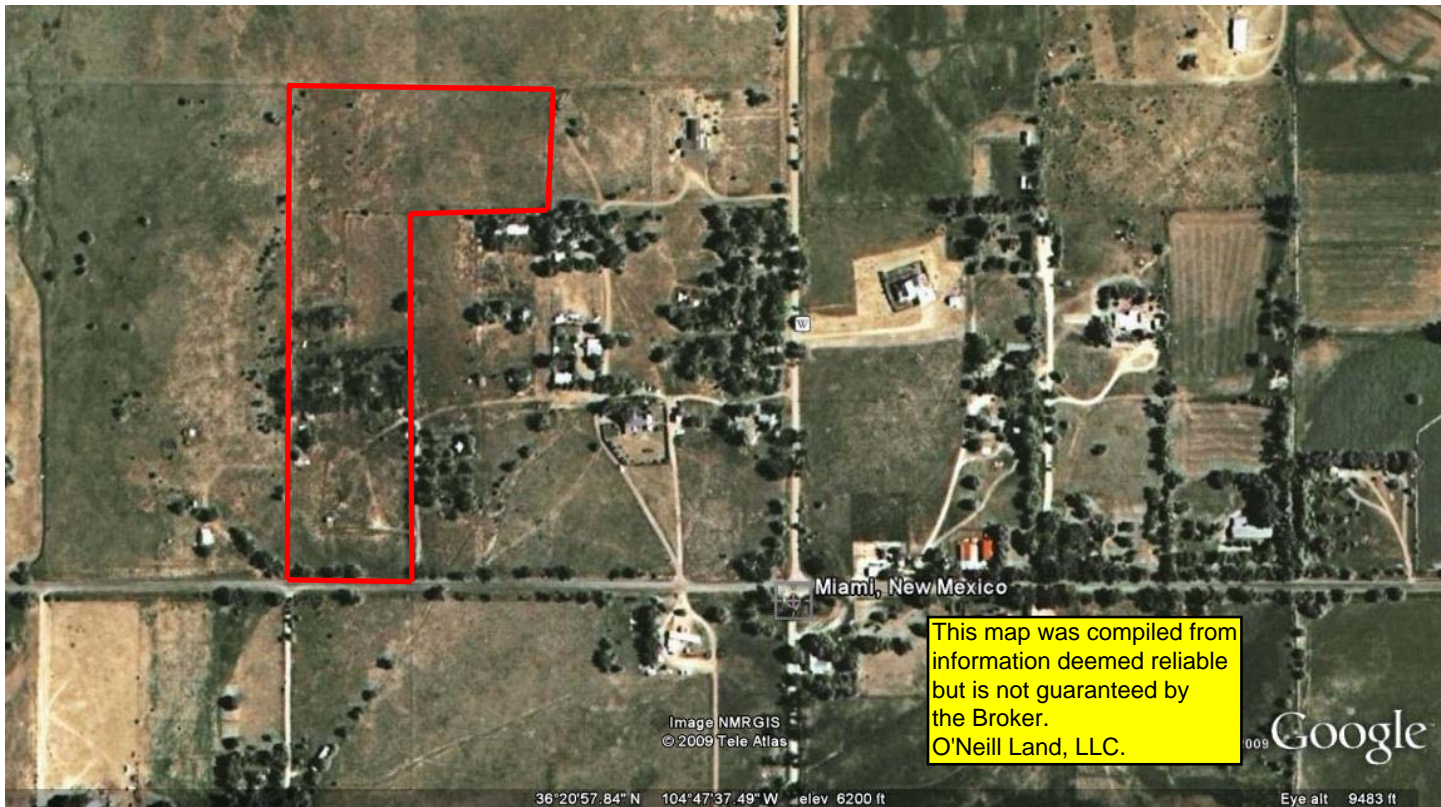 W
Miami, New Mexico
This map was compiled from
information deemed reliable
but is not guaranteed by
the Broker.
O'Neill Land, LLC.
Image NMRGIS
© 2009 Tele Atlas
2009 Google
36°20'57.84" N 104°47'37.49" W elev 6200 ft
Eye alt 9483 ft